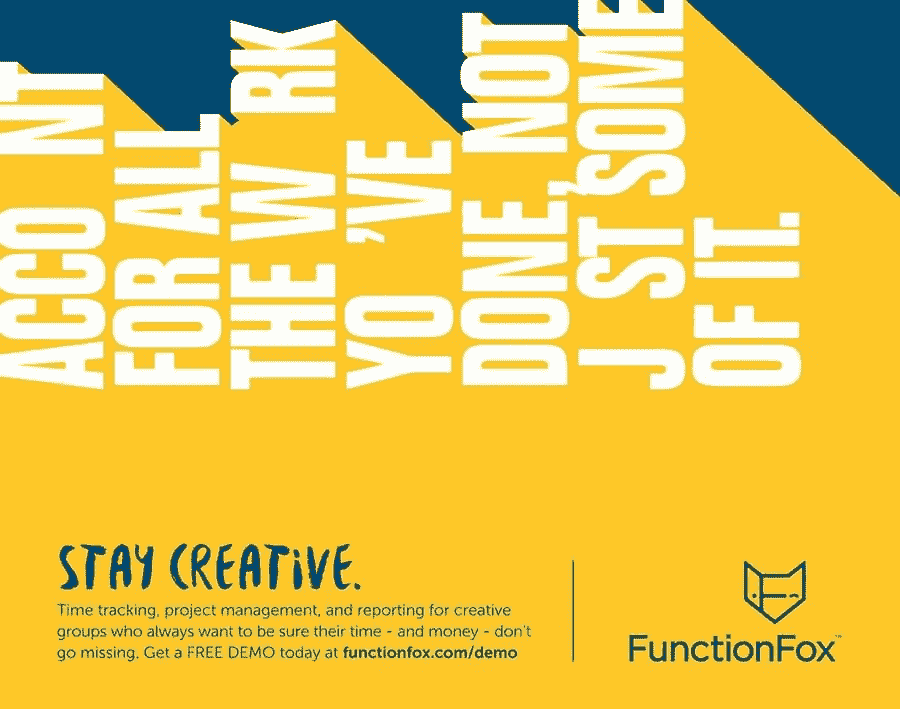 ACCO NT
FOR ALL
THE W RK
YO 'VE
DONE, NOT
J ST SOME
OF IT.
STAY CREATIVE.
Time tracking, project management, and reporting for creative
groups who always want to be sure their time - and money - don't
go missing. Get a FREE DEMO today at functionfox.com/demo
FunctionFox™